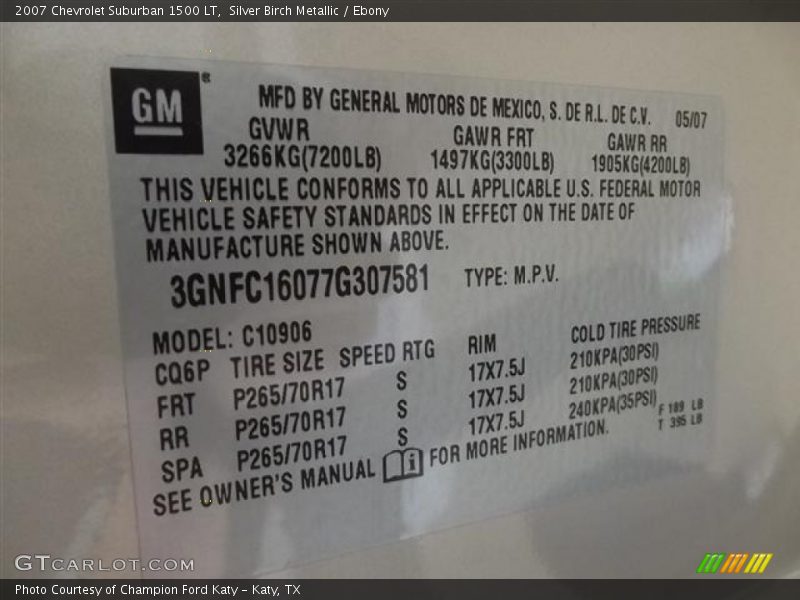 2007 Chevrolet Suburban 1500 LT,  Silver Birch Metallic / Ebony
GM®
MFD BY GENERAL MOTORS DE MEXICO, S. DE R.L. DE C.V. 05/07
GVWR GAWR FRT GAWR RR
3266KG(7200LB) 1497KG(3300LB) 1905KG(4200LB)
THIS VEHICLE CONFORMS TO ALL APPLICABLE U.S. FEDERAL MOTOR
VEHICLE SAFETY STANDARDS IN EFFECT ON THE DATE OF
MANUFACTURE SHOWN ABOVE.
3GNFC16077G307581 TYPE: M.P.V.
MODEL: C10906
CQ6P TIRE SIZE SPEED RTG RIM COLD TIRE PRESSURE
FRT P265/70R17 S 17X7.5J 210KPA(30PSI)
RR P265/70R17 S 17X7.5J 210KPA(30PSI)
SPA P265/70R17 S 17X7.5J 240KPA(35PSI)
F 189 LB
T 395 LB
SEE OWNER'S MANUAL i FOR MORE INFORMATION.
GTCARLOT.COM
Photo Courtesy of Champion Ford Katy – Katy, TX